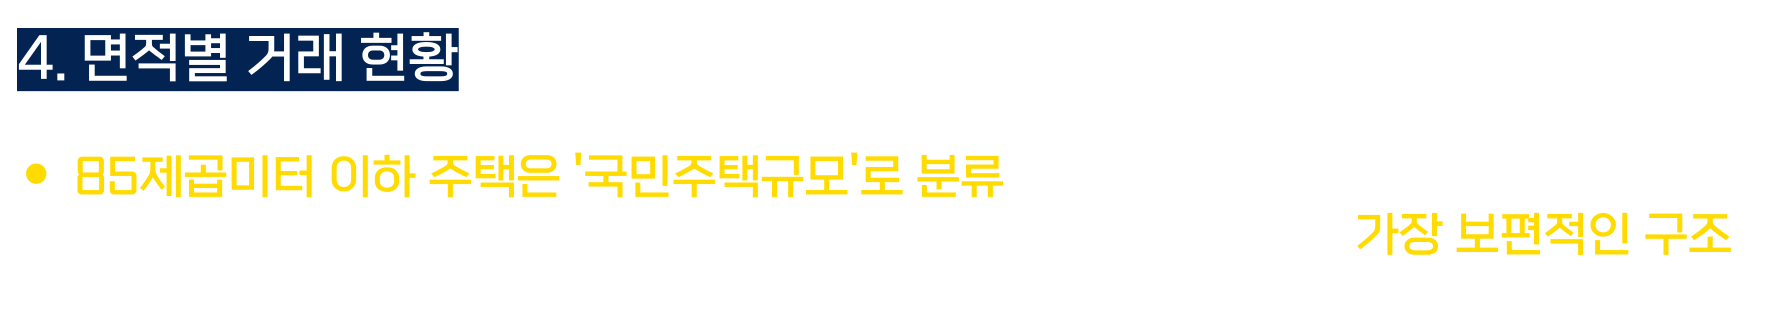 4. 면적별 거래 현황
• 85제곱미터 이하 주택은 '국민주택규모'로 분류
가장 보편적인 구조